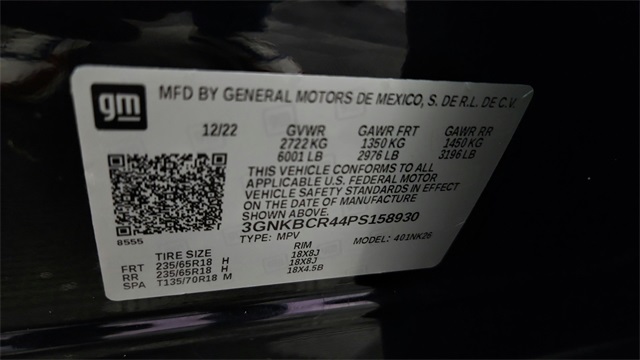 gm MFD BY GENERAL MOTORS DE MEXICO, S. DE R.L. DE C.V.
12/22 GVWR GAWR FRT GAWR RR
2722 KG 1350 KG 1450 KG
6001 LB 2976 LB 3196 LB
THIS VEHICLE CONFORMS TO ALL
APPLICABLE U.S. FEDERAL MOTOR
VEHICLE SAFETY STANDARDS IN EFFECT
ON THE DATE OF MANUFACTURE
SHOWN ABOVE.
8555 3GNKBCR44PS158930
TYPE: MPV MODEL: 401NK26
TIRE SIZE RIM
FRT 235/65R18 H 18X8J
RR 235/65R18 H 18X8J
SPA T135/70R18 M 18X4.5B